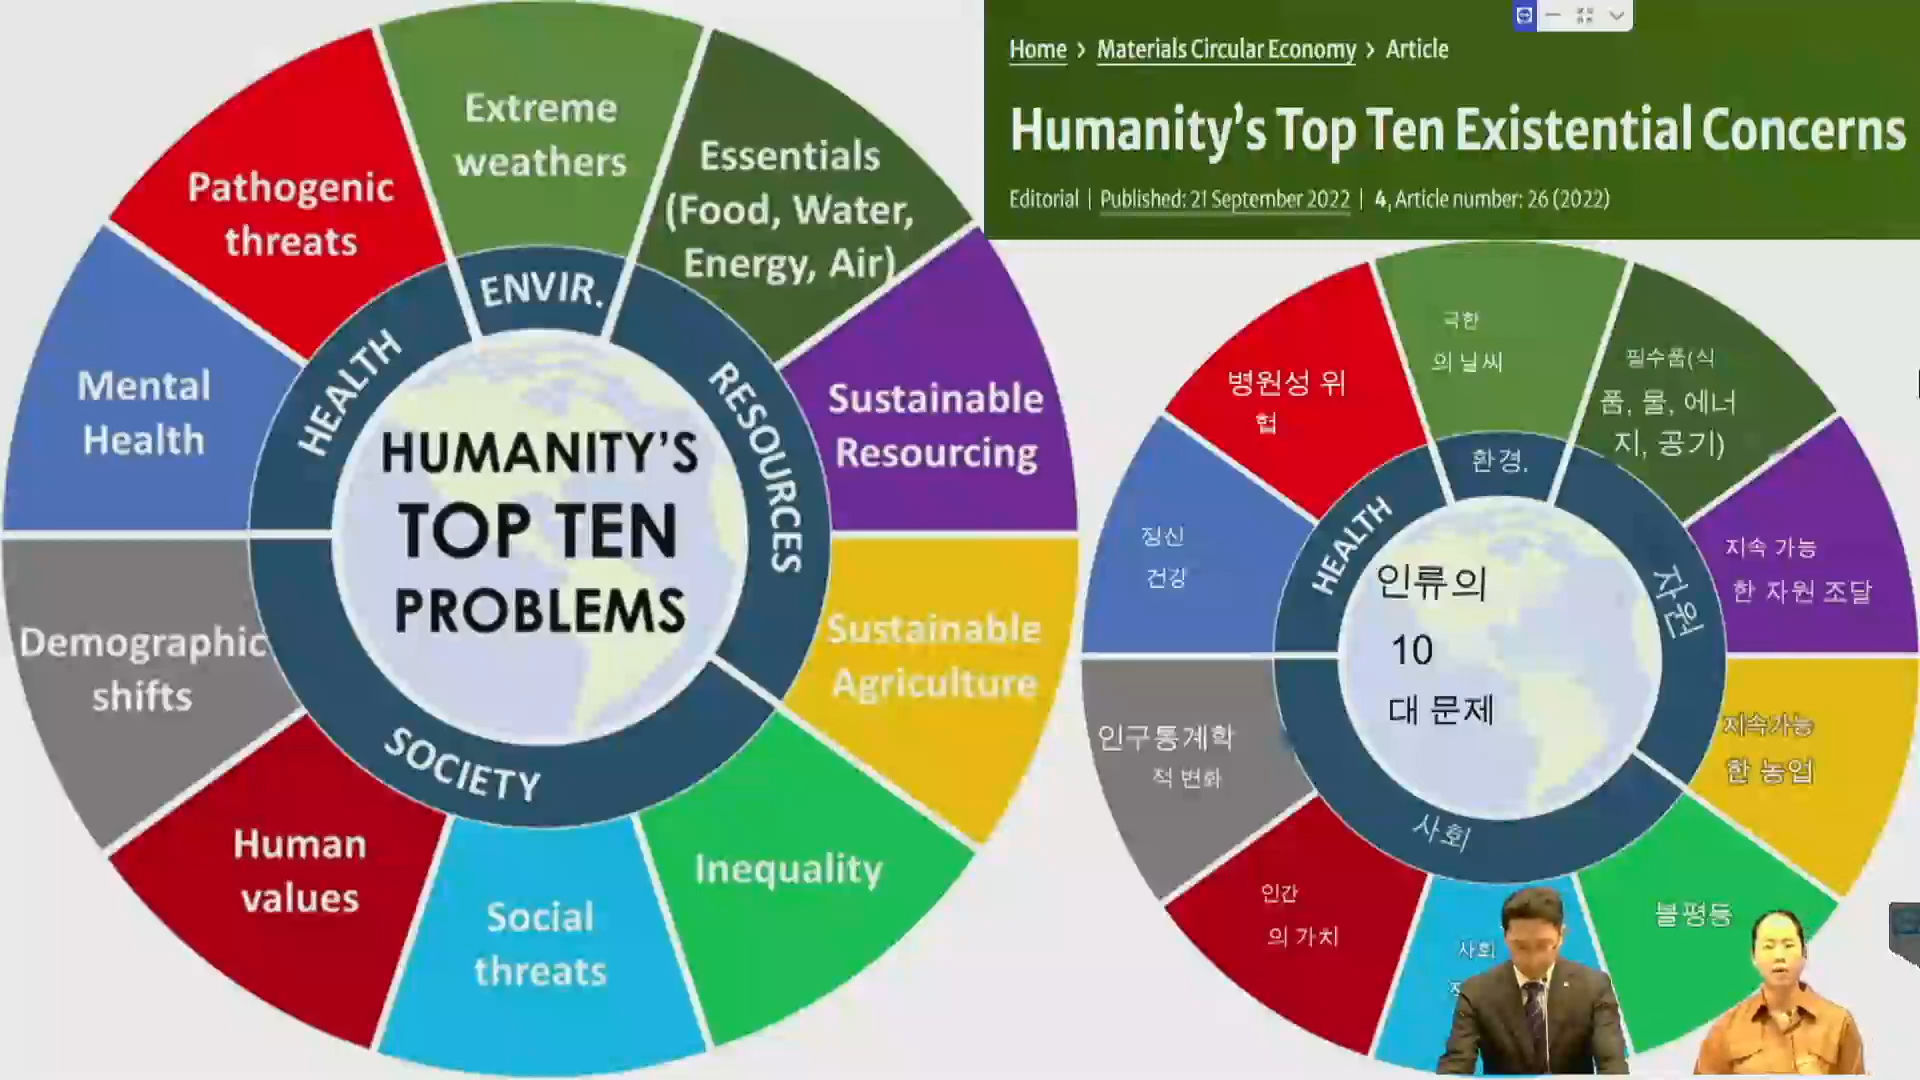 Extreme
weathers
Essentials
(Food, Water,
Energy, Air)
Pathogenic
threats
Mental
Health
Sustainable
Resourcing
Sustainable
Agriculture
Demographic
shifts
Human
values
Social
threats
Inequality
HEALTH
ENVIR.
RESOURCES
SOCIETY
HUMANITY'S
TOP TEN
PROBLEMS
Home > Materials Circular Economy > Article
Humanity's Top Ten Existential Concerns
Editorial | Published: 21 September 2022 | 4, Article number: 26 (2022)
극한
의 날씨
필수품(식
품, 물, 에너
지, 공기)
병원성 위
협
정신
건강
지속 가능
한 자원 조달
지속가능
한 농업
인구통계학
적 변화
인간
의 가치
사회
불평등
HEALTH
환경.
자원
사회
인류의
10
대 문제